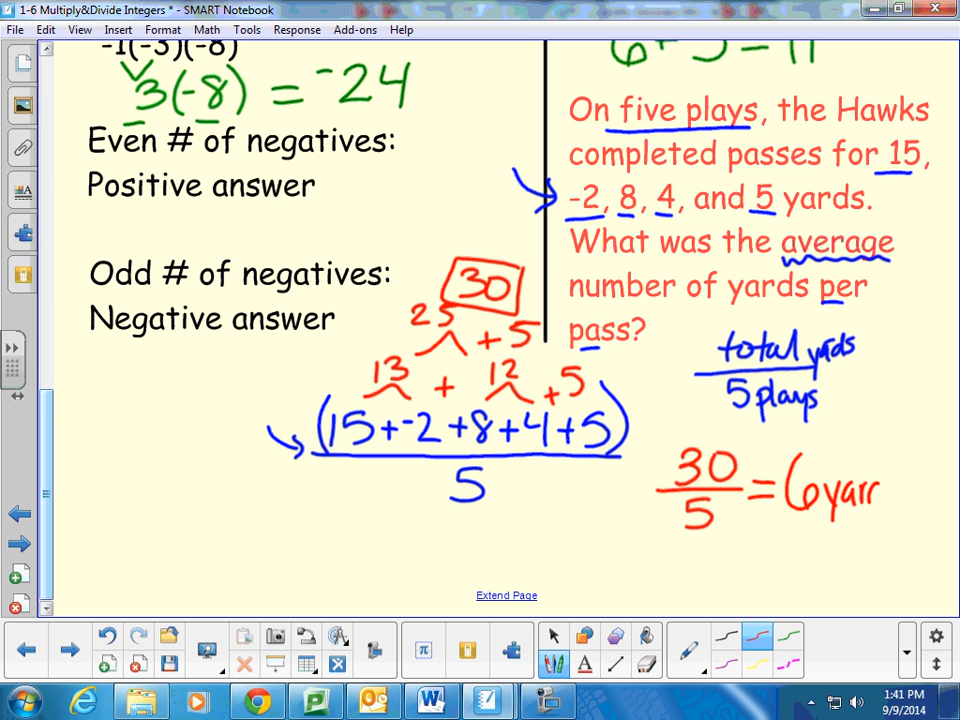 1-6 Multiply&Divide Integers * - SMART Notebook
File Edit View Insert Format Tools Math Response Add-ons Help
-1(-3)(-8)
3(-8) = -24
Even # of negatives:
Positive answer
Odd # of negatives:
Negative answer
6+5=11
On five plays, the Hawks
completed passes for 15,
-2, 8, 4, and 5 yards.
What was the average
number of yards per
pass?
total yards
5 plays
30
25 + 5
13 + 12 + 5
(15+-2+8+4+5)
5
30
5
=6yarr
Extend Page
1:41 PM
9/9/2014